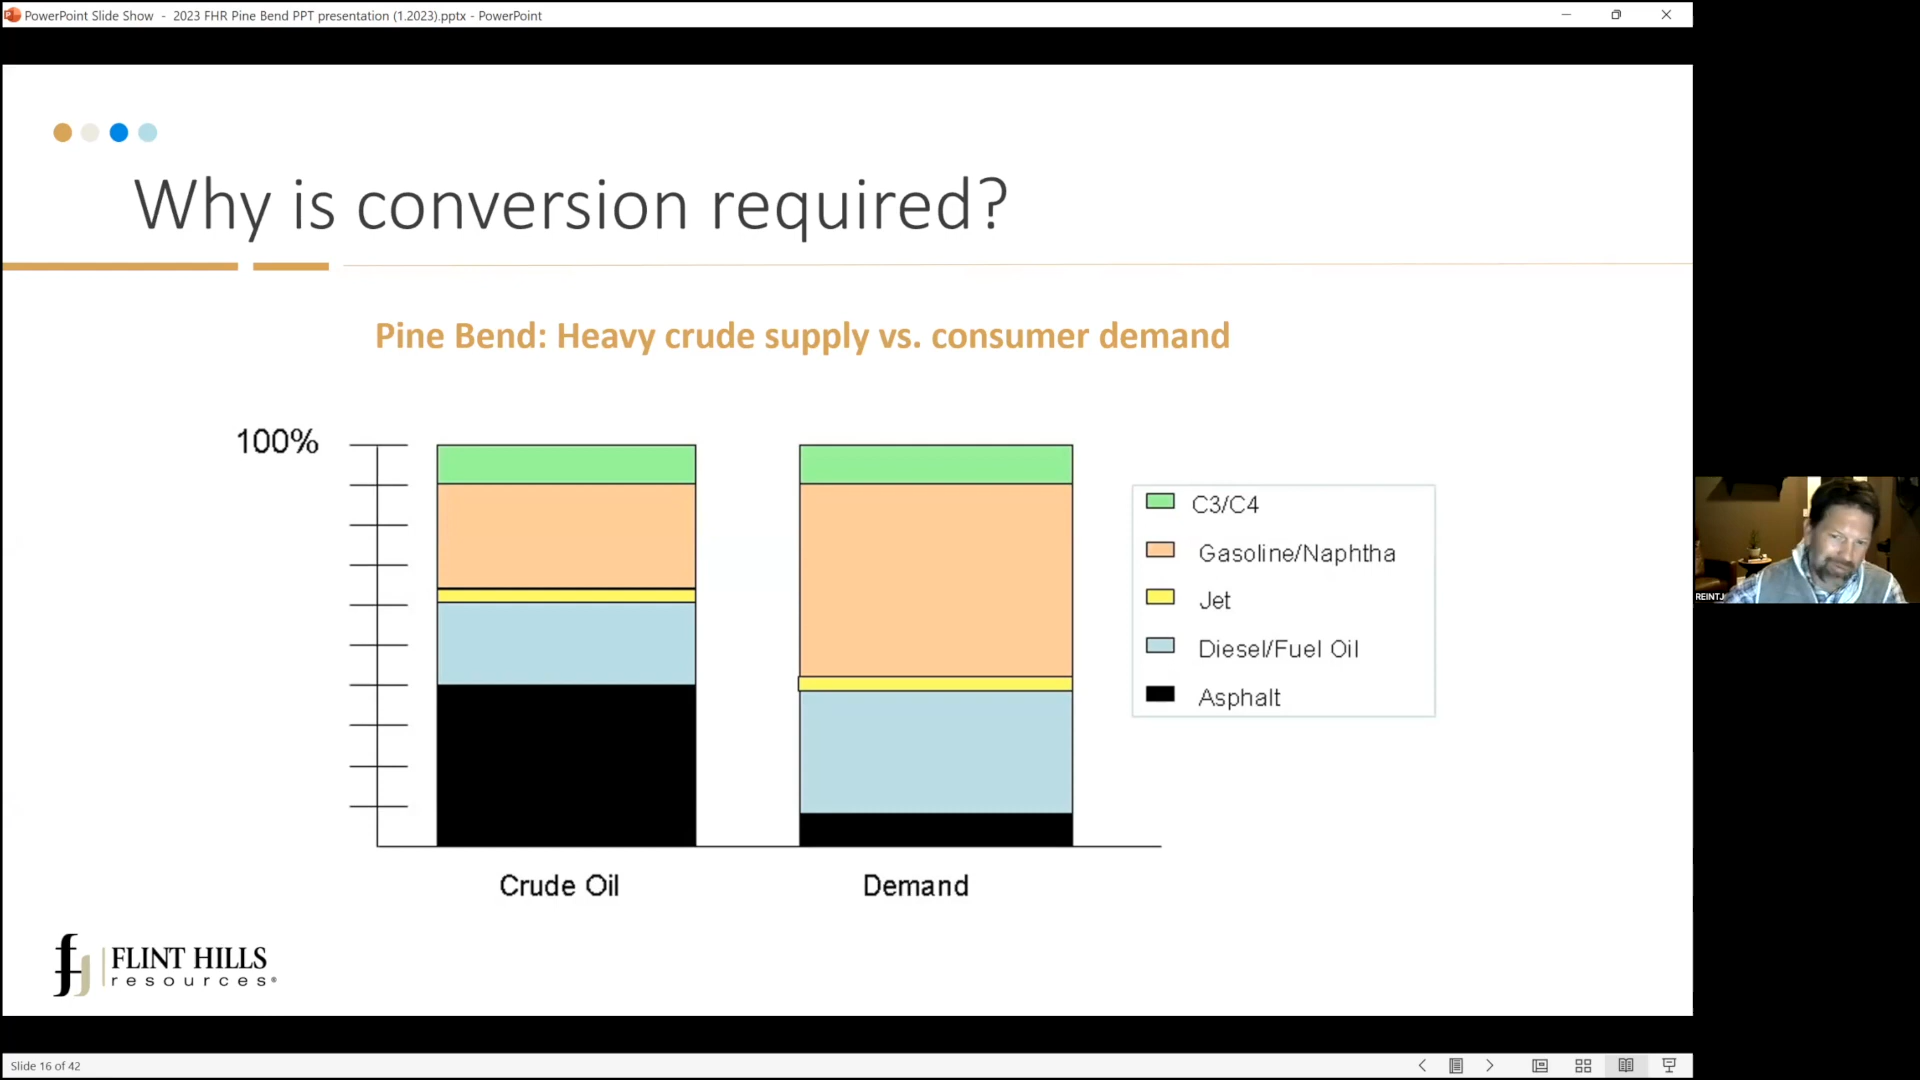 PowerPoint Slide Show - 2023 FHR Pine Bend PPT presentation (1.2023).pptx - PowerPoint
Why is conversion required?
Pine Bend: Heavy crude supply vs. consumer demand
100%
C3/C4
Gasoline/Naphtha
Jet
Diesel/Fuel Oil
Asphalt
Crude Oil
Demand
FLINT HILLS
resources®
REINTJ
Slide 16 of 42